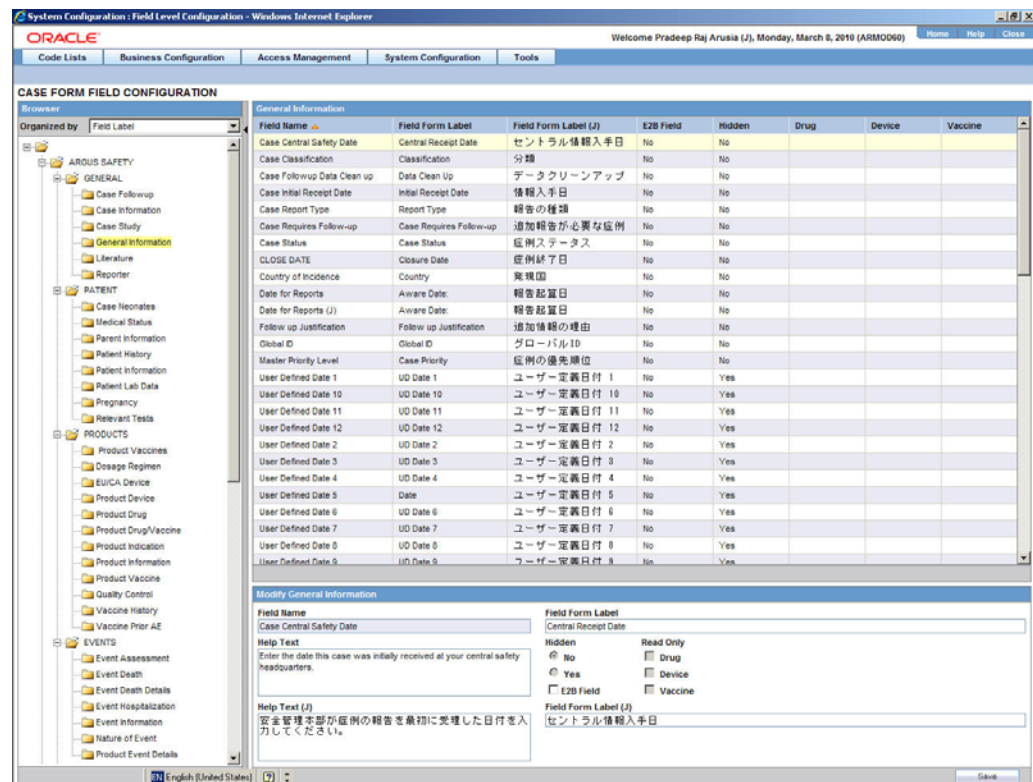 System Configuration : Field Level Configuration - Windows Internet Explorer
ORACLE
Welcome Pradeep Raj Arusia (J), Monday, March 8, 2010 (ARMOD60)
Home Help Close
Code Lists Business Configuration Access Management System Configuration Tools
CASE FORM FIELD CONFIGURATION
Browser
Organized by Field Label
ARGUS SAFETY
GENERAL
Case Followup
Case Information
Case Study
General Information
Literature
Reporter
PATIENT
Case Neonates
Medical Status
Parent Information
Patient History
Patient Information
Patient Lab Data
Pregnancy
Relevant Tests
PRODUCTS
Product Vaccines
Dosage Regimen
EU/CA Device
Product Device
Product Drug
Product Drug/Vaccine
Product Indication
Product Information
Product Vaccine
Quality Control
Vaccine History
Vaccine Prior AE
EVENTS
Event Assessment
Event Death
Event Death Details
Event Hospitalization
Event Information
Nature of Event
Product Event Details
General Information
Field Name Field Form Label Field Form Label (J) E2B Field Hidden Drug Device Vaccine
Case Central Safety Date Central Receipt Date セントラル情報入手日 No No
Case Classification Classification 分類 No No
Case Followup Data Clean up Data Clean Up データクリーンアップ No No
Case Initial Receipt Date Initial Receipt Date 情報入手日 No No
Case Report Type Report Type 報告の種類 No No
Case Requires Follow-up Case Requires Follow-up 追加報告が必要な症例 No No
Case Status Case Status 症例ステータス No No
CLOSE DATE Closure Date 症例終了日 No No
Country of Incidence Country 発現国 No No
Date for Reports Aware Date: 報告起算日 No No
Date for Reports (J) Aware Date: 報告起算日 No No
Follow up Justification Follow up Justification 追加情報の理由 No No
Global ID Global ID グローバルID No No
Master Priority Level Case Priority 症例の優先順位 No No
User Defined Date 1 UD Date 1 ユーザー定義日付 1 No Yes
User Defined Date 10 UD Date 10 ユーザー定義日付 10 No Yes
User Defined Date 11 UD Date 11 ユーザー定義日付 11 No Yes
User Defined Date 12 UD Date 12 ユーザー定義日付 12 No Yes
User Defined Date 2 UD Date 2 ユーザー定義日付 2 No Yes
User Defined Date 3 UD Date 3 ユーザー定義日付 3 No Yes
User Defined Date 4 UD Date 4 ユーザー定義日付 4 No Yes
User Defined Date 5 Date ユーザー定義日付 5 No Yes
User Defined Date 6 UD Date 6 ユーザー定義日付 6 No Yes
User Defined Date 7 UD Date 7 ユーザー定義日付 7 No Yes
User Defined Date 8 UD Date 8 ユーザー定義日付 8 No Yes
User Defined Date 9 UD Date 9 ユーザー定義日付 9 No Yes
Modify General Information
Field Name Field Form Label
Case Central Safety Date Central Receipt Date
Help Text Hidden Read Only
Enter the date this case was initially received at your central safety
headquarters.
No Drug
Yes Device
E2B Field Vaccine
Help Text (J) Field Form Label (J)
安全管理本部が症例の報告を最初に受理した日付を入
力してください。
セントラル情報入手日
EN English (United States)
Save